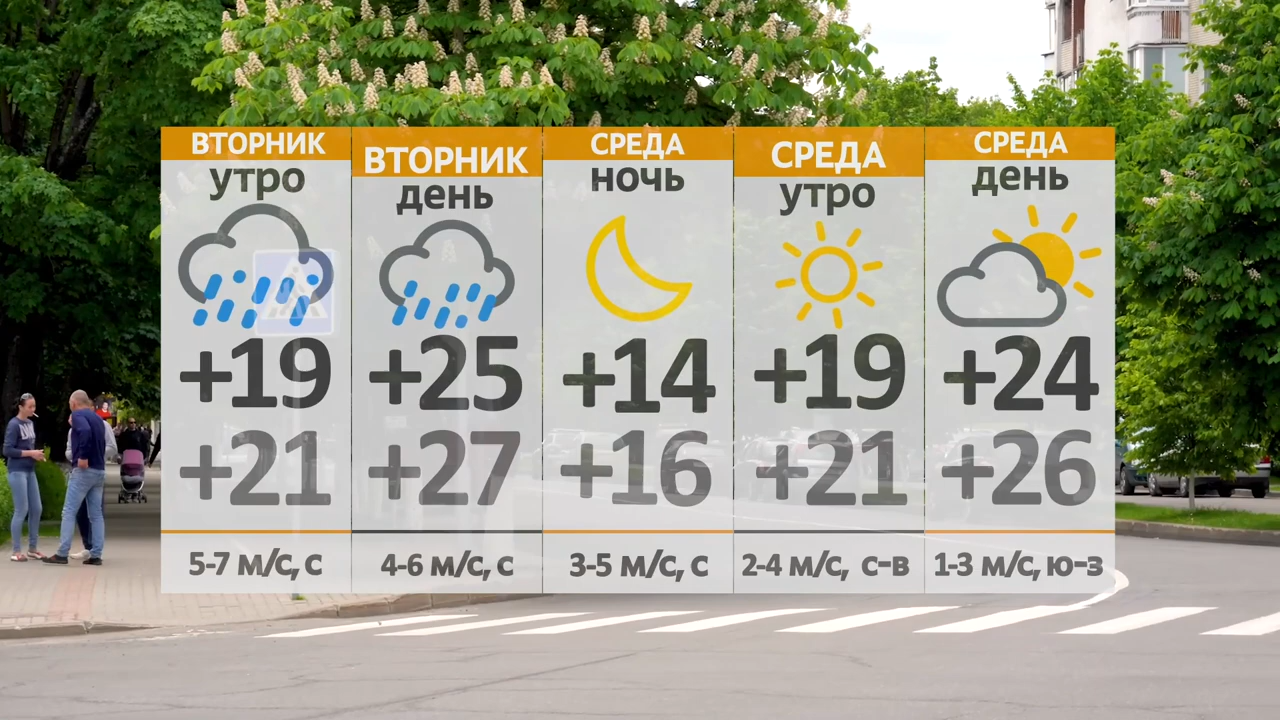 ВТОРНИК
утро
+19
+21
5-7 м/с, с
ВТОРНИК
день
+25
+27
4-6 м/с, с
СРЕДА
ночь
+14
+16
3-5 м/с, с
СРЕДА
утро
+19
+21
2-4 м/с, с-в
СРЕДА
день
+24
+26
1-3 м/с, ю-з